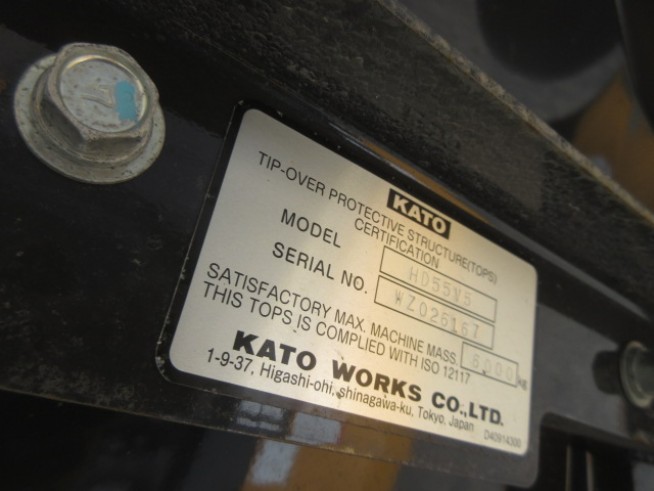 KATO
TIP-OVER PROTECTIVE STRUCTURE(TOPS)
CERTIFICATION
MODEL HD55V5
SERIAL NO. WZ026167
SATISFACTORY MAX. MACHINE MASS. 6,000 KG
THIS TOPS IS COMPLIED WITH ISO 12117
KATO WORKS CO.,LTD.
1-9-37, Higashi-ohi, shinagawa-ku, Tokyo, Japan
D40914300